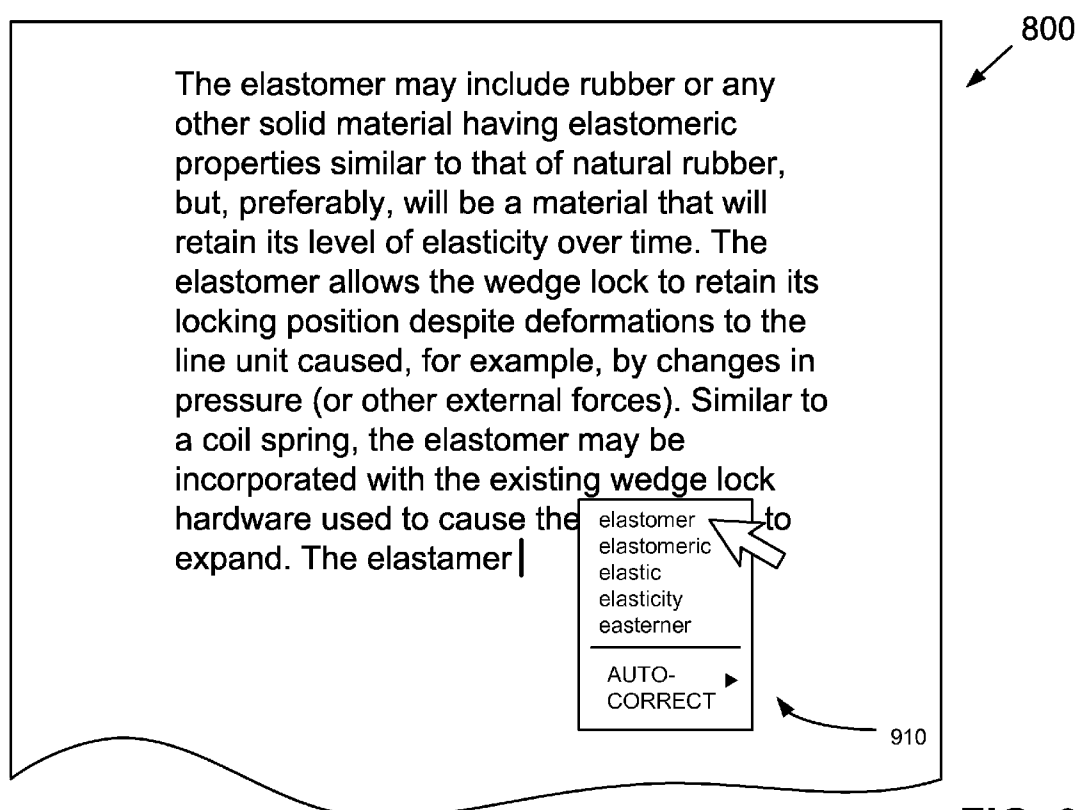 800
The elastomer may include rubber or any
other solid material having elastomeric
properties similar to that of natural rubber,
but, preferably, will be a material that will
retain its level of elasticity over time. The
elastomer allows the wedge lock to retain its
locking position despite deformations to the
line unit caused, for example, by changes in
pressure (or other external forces). Similar to
a coil spring, the elastomer may be
incorporated with the existing wedge lock
hardware used to cause the to
expand. The elastamer
elastomer
elastomeric
elastic
elasticity
easterner
AUTO-
CORRECT
910